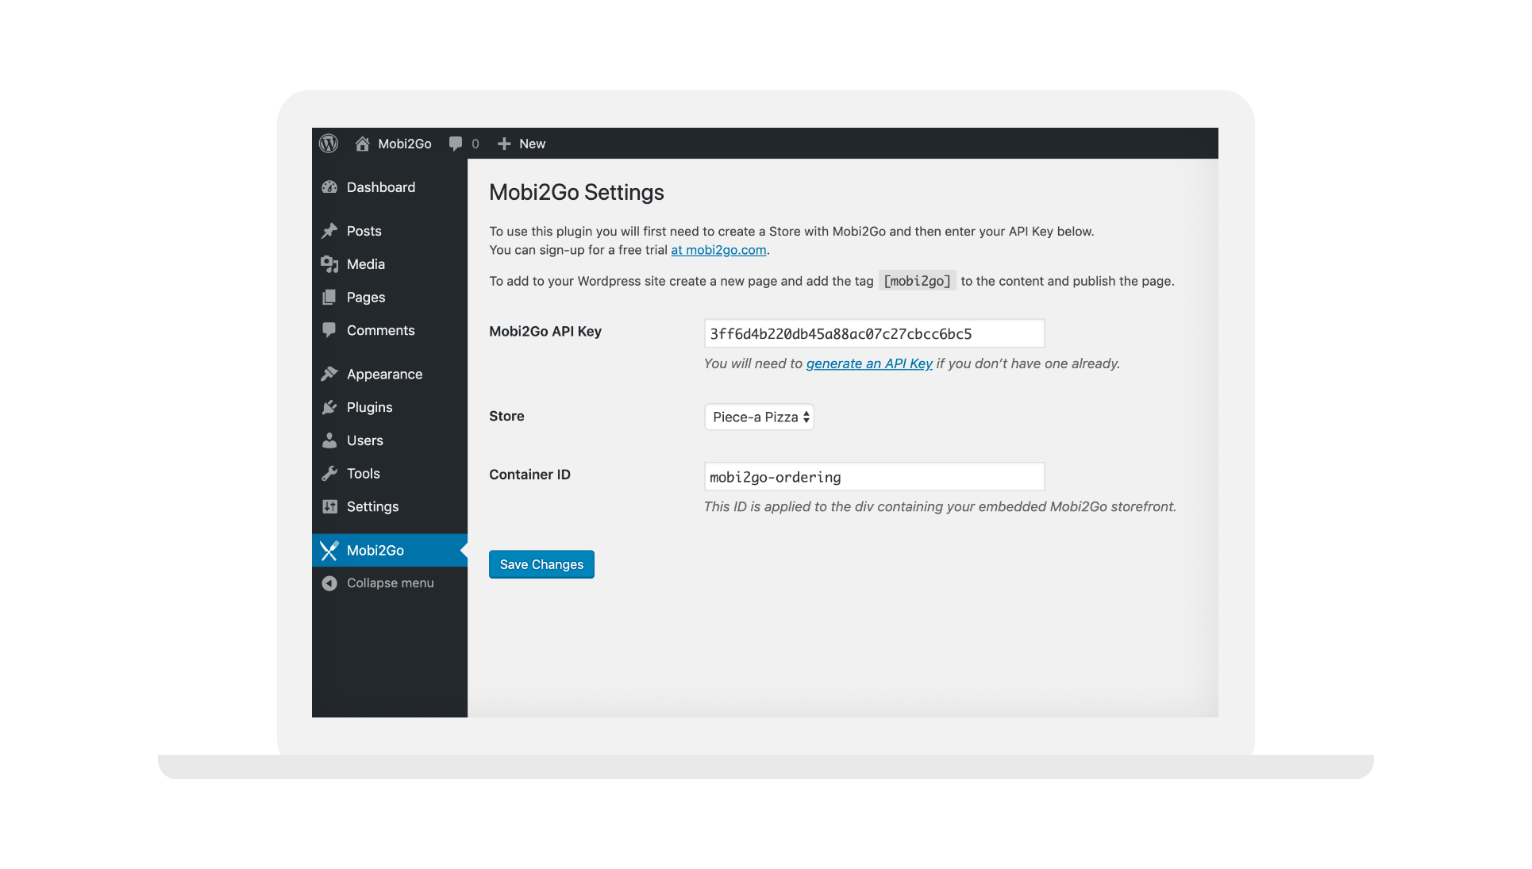 Mobi2Go 0 New
Dashboard
Posts
Media
Pages
Comments
Appearance
Plugins
Users
Tools
Settings
Mobi2Go
Collapse menu
Mobi2Go Settings
To use this plugin you will first need to create a Store with Mobi2Go and then enter your API Key below.
You can sign-up for a free trial at mobi2go.com.
To add to your Wordpress site create a new page and add the tag [mobi2go] to the content and publish the page.
Mobi2Go API Key
3ff6d4b220db45a88ac07c27cbcc6bc5
You will need to generate an API Key if you don’t have one already.
Store
Piece-a Pizza
Container ID
mobi2go-ordering
This ID is applied to the div containing your embedded Mobi2Go storefront.
Save Changes